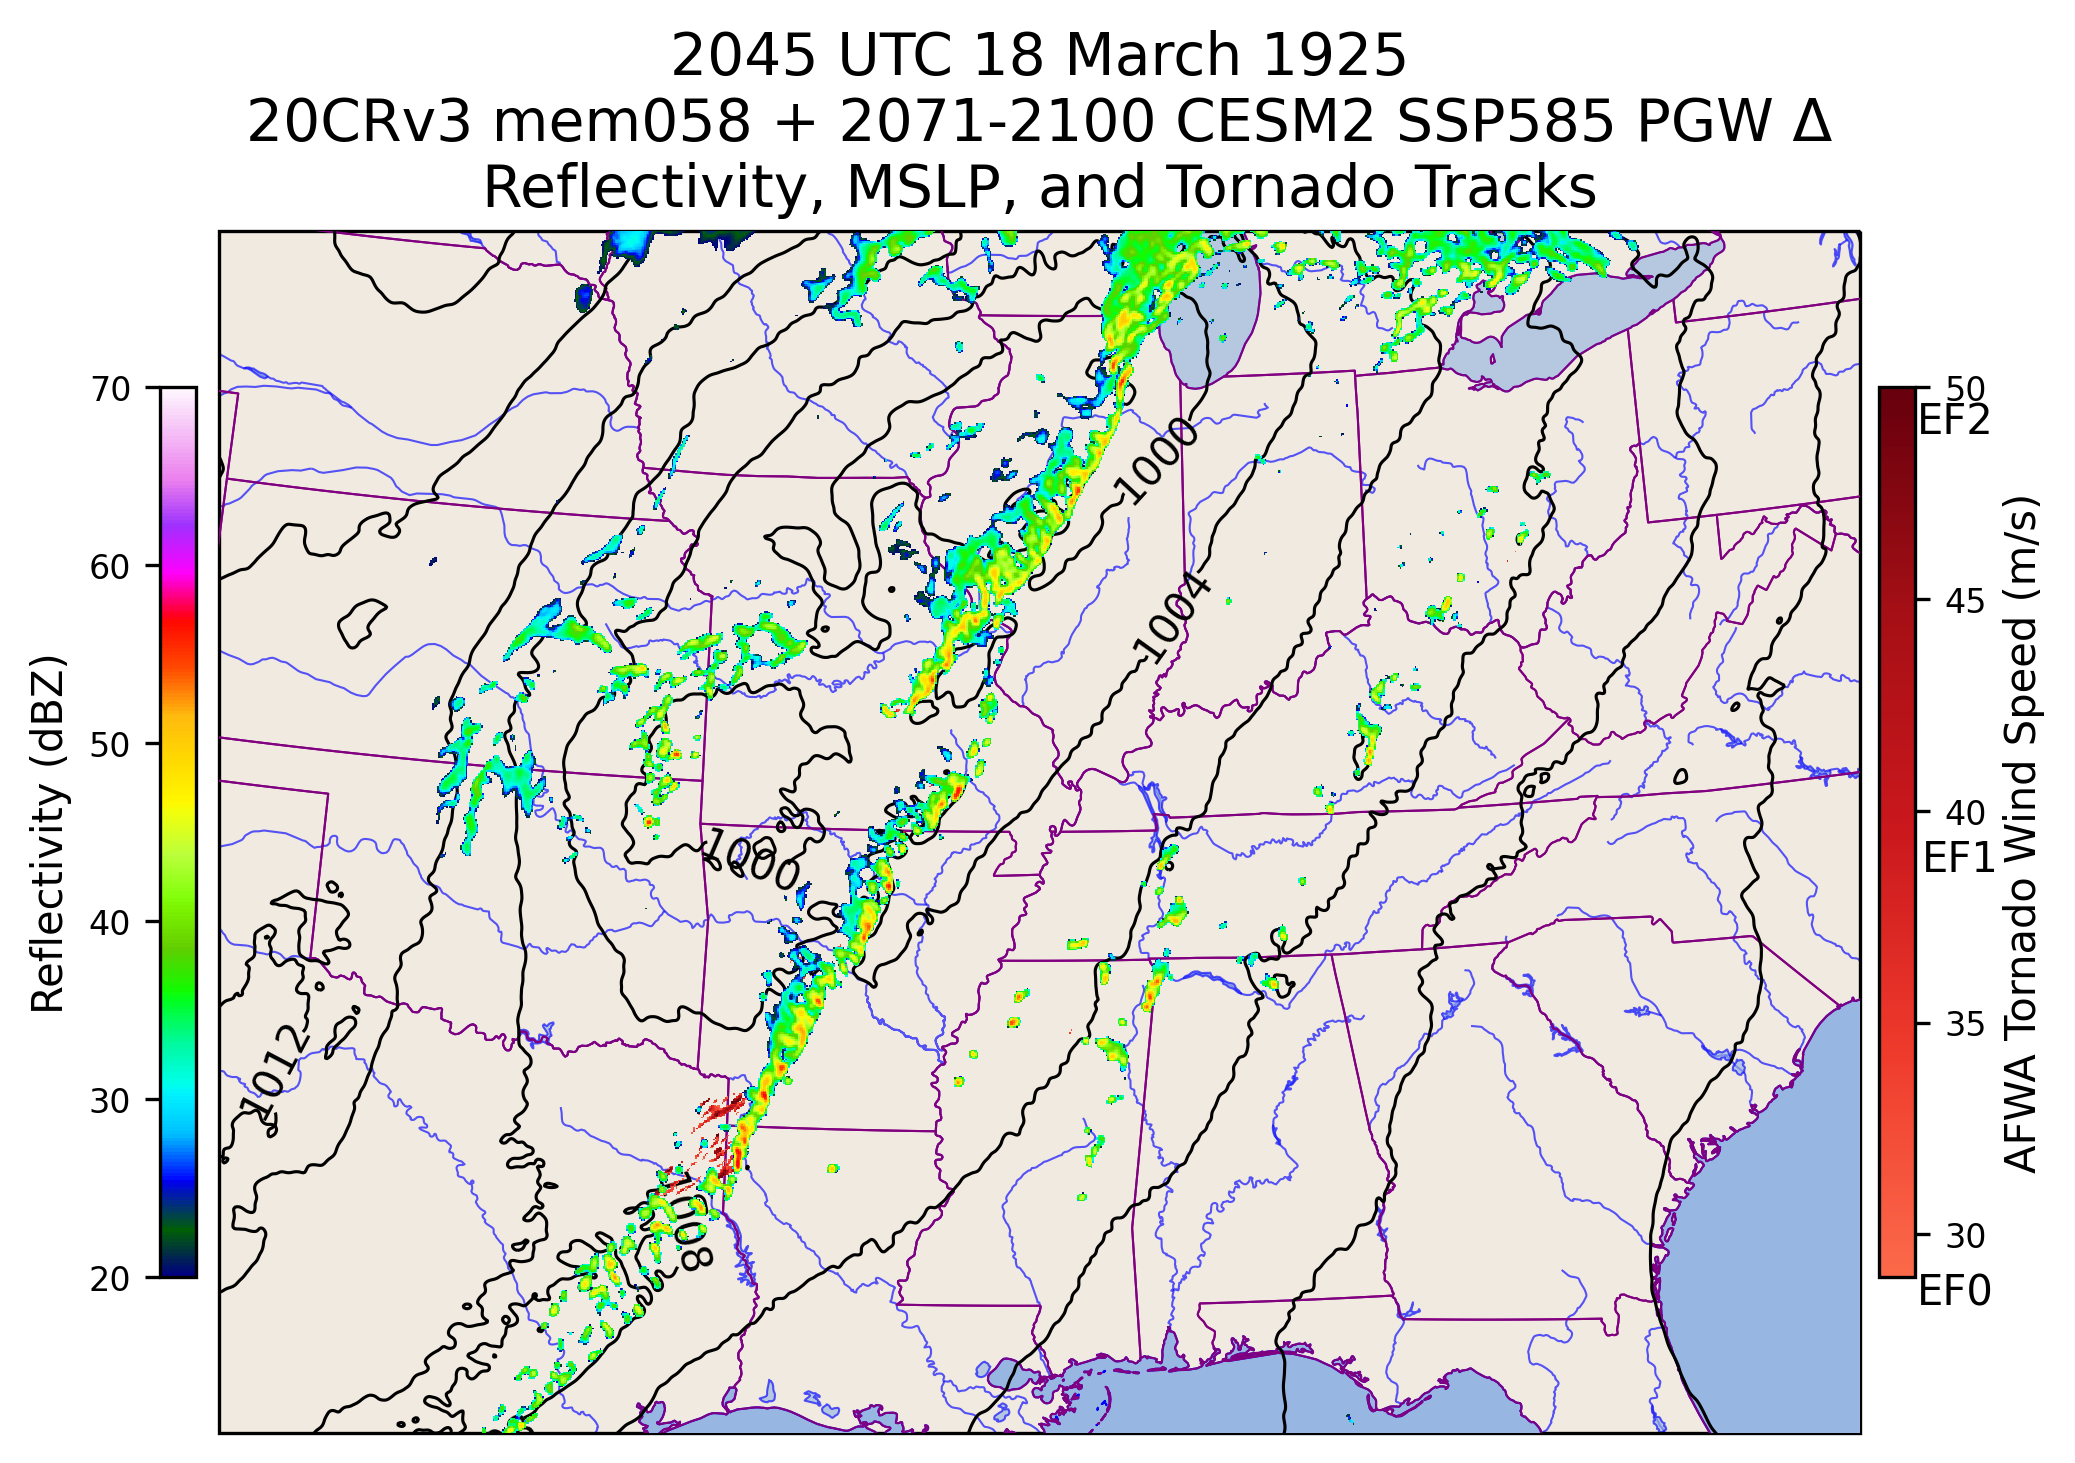 2045 UTC 18 March 1925
20CRv3 mem058 + 2071-2100 CESM2 SSP585 PGW Δ
Reflectivity, MSLP, and Tornado Tracks
70
60
50
40
30
20
Reflectivity (dBZ)
1000
1004
1000
1012
1008
50
EF2
45
40
EF1
35
30
EF0
AFWA Tornado Wind Speed (m/s)